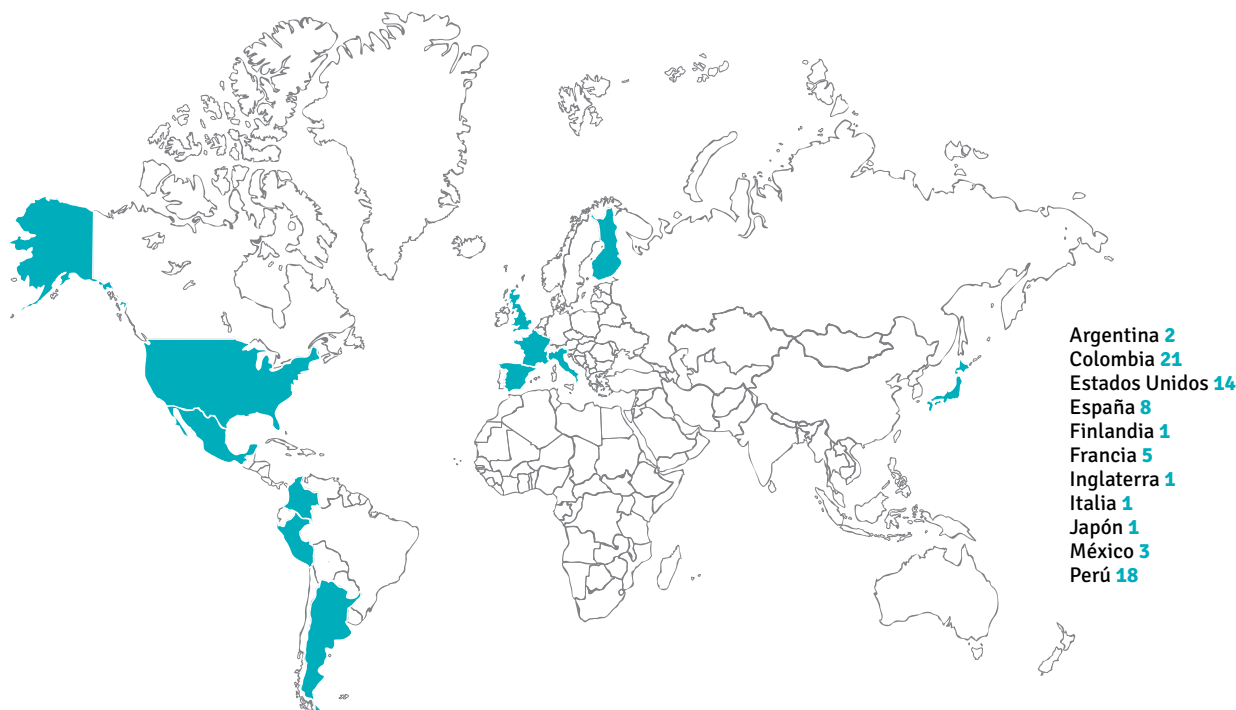 Argentina 2
Colombia 21
Estados Unidos 14
España 8
Finlandia 1
Francia 5
Inglaterra 1
Italia 1
Japón 1
México 3
Perú 18